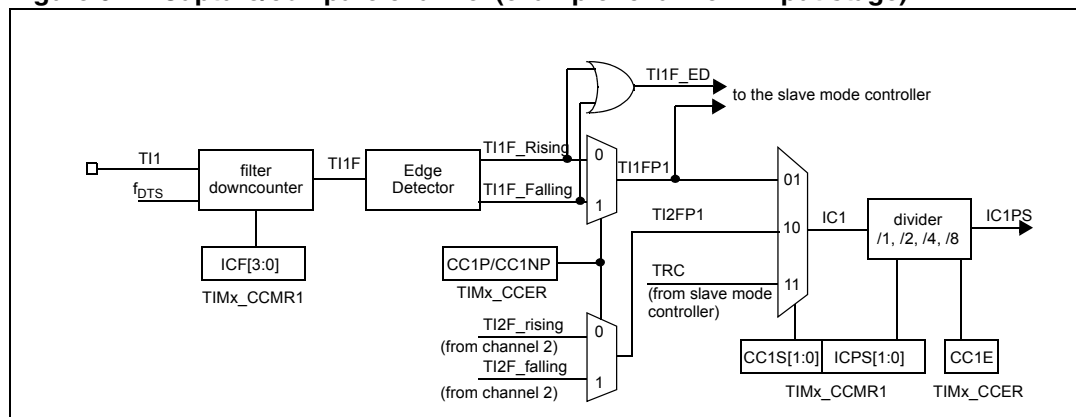 TI1F_ED
to the slave mode controller
TI1
filter
downcounter
TI1F
Edge
Detector
TI1F_Rising
TI1F_Falling
0
1
TI1FP1
01
fDTS
TI2FP1
10
IC1
divider
/1, /2, /4, /8
IC1PS
ICF[3:0]
TIMx_CCMR1
CC1P/CC1NP
TIMx_CCER
TRC
11
(from slave mode
controller)
TI2F_rising
0
(from channel 2)
TI2F_falling
1
(from channel 2)
CC1S[1:0]
ICPS[1:0]
CC1E
TIMx_CCMR1
TIMx_CCER